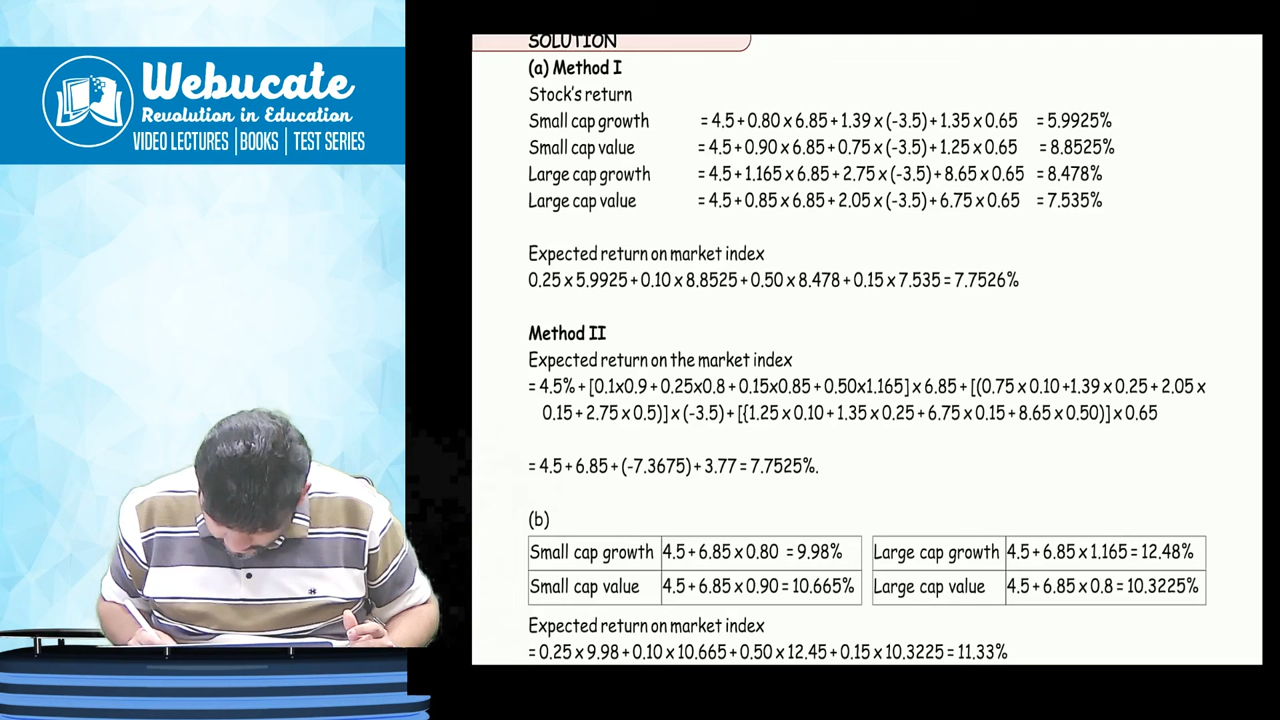 Webucate
Revolution in Education
VIDEO LECTURES | BOOKS | TEST SERIES
SOLUTION
(a) Method I
Stock's return
Small cap growth = 4.5 + 0.80 x 6.85 + 1.39 x (-3.5) + 1.35 x 0.65 = 5.9925%
Small cap value = 4.5 + 0.90 x 6.85 + 0.75 x (-3.5) + 1.25 x 0.65 = 8.8525%
Large cap growth = 4.5 + 1.165 x 6.85 + 2.75 x (-3.5) + 8.65 x 0.65 = 8.478%
Large cap value = 4.5 + 0.85 x 6.85 + 2.05 x (-3.5) + 6.75 x 0.65 = 7.535%
Expected return on market index
0.25 x 5.9925 + 0.10 x 8.8525 + 0.50 x 8.478 + 0.15 x 7.535 = 7.7526%
Method II
Expected return on the market index
= 4.5% + [0.1x0.9 + 0.25x0.8 + 0.15x0.85 + 0.50x1.165] x 6.85 + [(0.75 x 0.10 +1.39 x 0.25 + 2.05 x
0.15 + 2.75 x 0.5)] x (-3.5) + [{1.25 x 0.10 + 1.35 x 0.25 + 6.75 x 0.15 + 8.65 x 0.50)] x 0.65
= 4.5 + 6.85 + (-7.3675) + 3.77 = 7.7525%.
(b)
Small cap growth 4.5 + 6.85 x 0.80 = 9.98% Large cap growth 4.5 + 6.85 x 1.165 = 12.48%
Small cap value 4.5 + 6.85 x 0.90 = 10.665% Large cap value 4.5 + 6.85 x 0.8 = 10.3225%
Expected return on market index
= 0.25 x 9.98 + 0.10 x 10.665 + 0.50 x 12.45 + 0.15 x 10.3225 = 11.33%